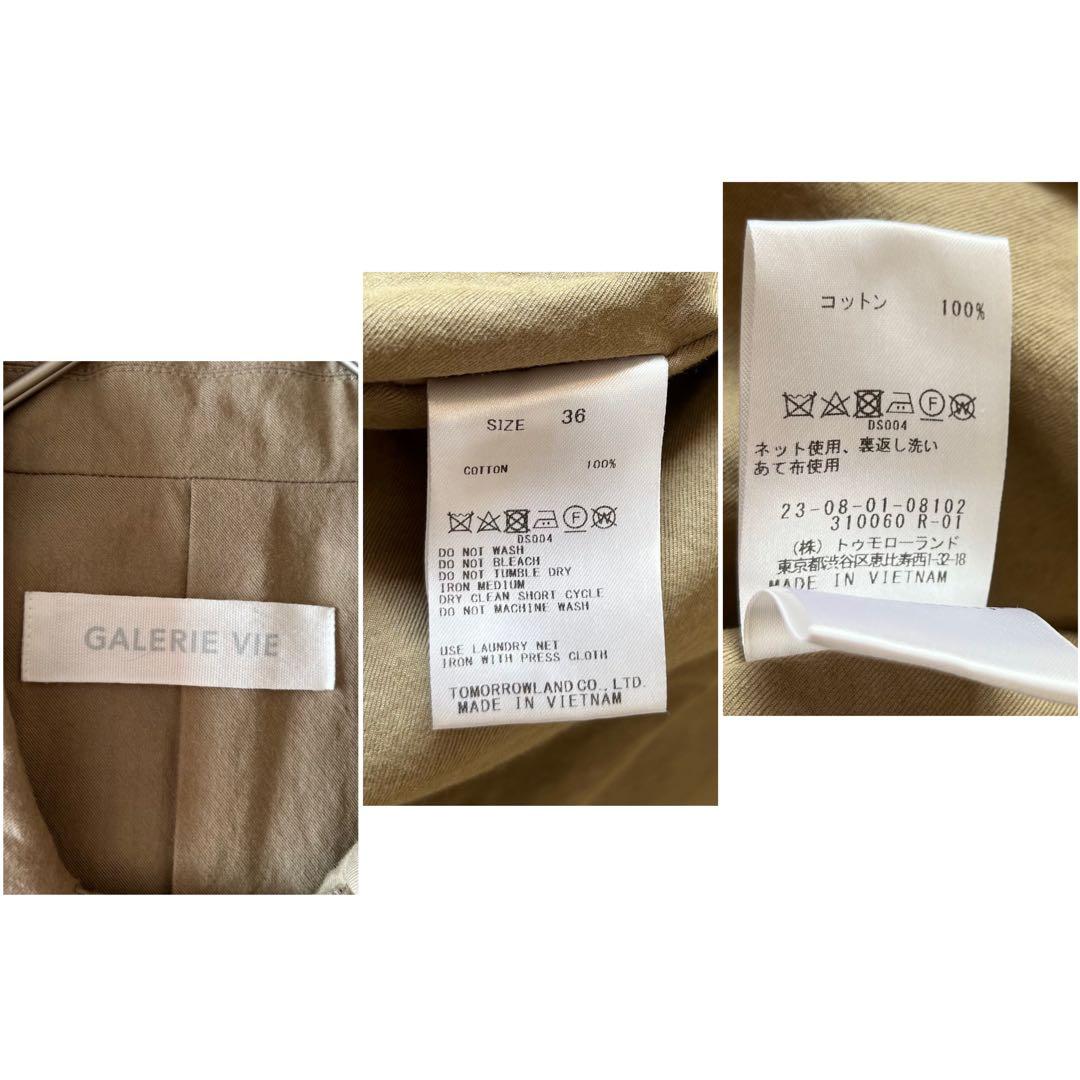 GALERIE VIE
SIZE 36
COTTON 100%
DS004
DO NOT WASH
DO NOT BLEACH
DO NOT TUMBLE DRY
IRON MEDIUM
DRY CLEAN SHORT CYCLE
DO NOT MACHINE WASH
USE LAUNDRY NET
IRON WITH PRESS CLOTH
TOMORROWLAND CO., LTD.
MADE IN VIETNAM
コットン 100%
DS004
ネット使用、裏返し洗い
あて布使用
23-08-01-08102
310060 R-01
(株) トゥモローランド
東京都渋谷区恵比寿西1-32-18
MADE IN VIETNAM